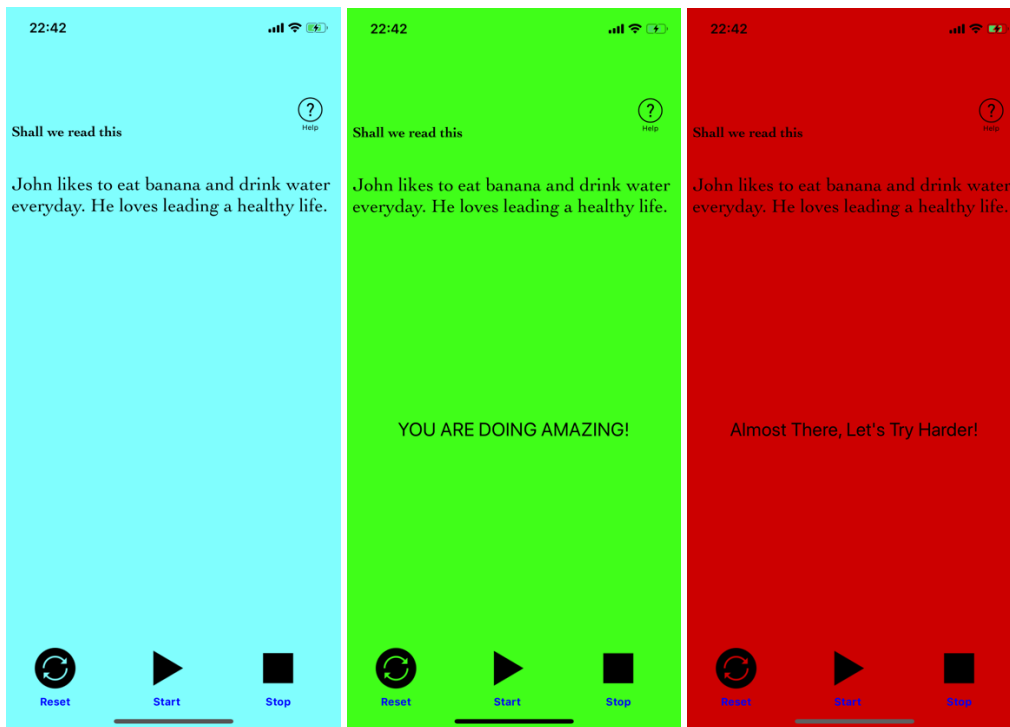 22:42
Help
Shall we read this
John likes to eat banana and drink water
everyday. He loves leading a healthy life.
Reset
Start
Stop
22:42
Help
Shall we read this
John likes to eat banana and drink water
everyday. He loves leading a healthy life.
YOU ARE DOING AMAZING!
Reset
Start
Stop
22:42
Help
Shall we read this
John likes to eat banana and drink water
everyday. He loves leading a healthy life.
Almost There, Let's Try Harder!
Reset
Start
Stop